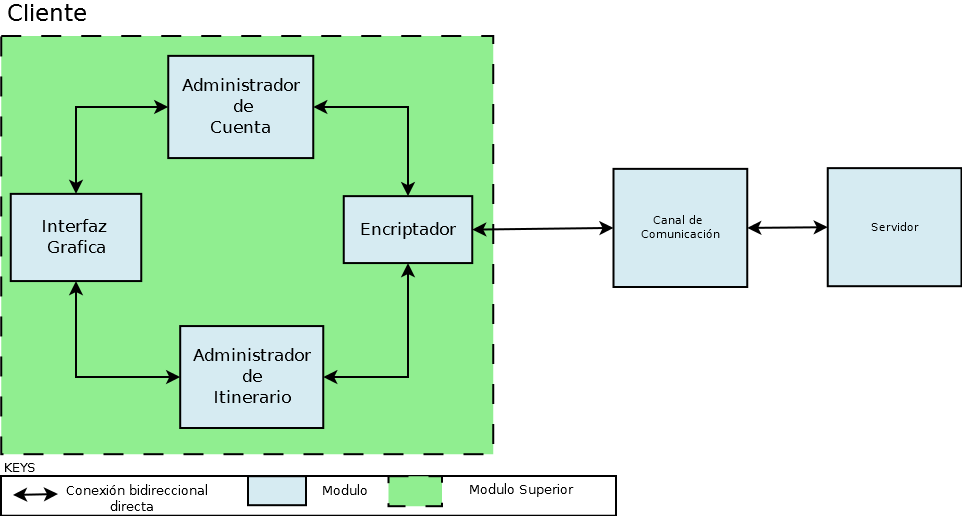 Cliente
Administrador
de
Cuenta
Interfaz
Grafica
Encriptador
Canal de
Comunicación
Servidor
Administrador
de
Itinerario
KEYS
Conexión bidireccional
directa
Modulo
Modulo Superior